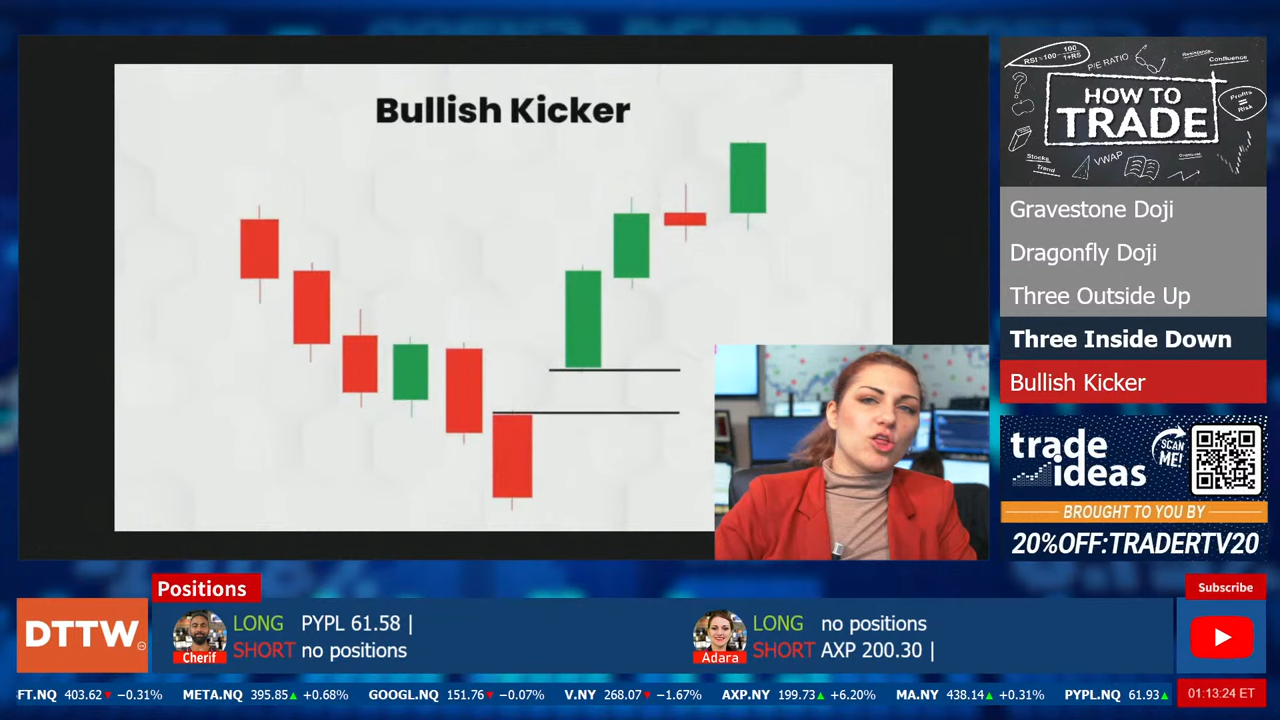 Bullish Kicker
RSI=100-
100
1+RS
P/E RATIO
Resistance
Confluence
HOW TO
TRADE
Profits
=
Risk
Stocks
Trend
VWAP
Gravestone Doji
Dragonfly Doji
Three Outside Up
Three Inside Down
Bullish Kicker
trade
ideas
SCAN
ME!
BROUGHT TO YOU BY
20%OFF:TRADERTV20
Positions
DTTW
Cherif
LONG PYPL 61.58 |
SHORT no positions
Adara
LONG no positions
SHORT AXP 200.30 |
Subscribe
FT.NQ 403.62 −0.31% META.NQ 395.85 +0.68% GOOGL.NQ 151.76 −0.07% V.NY 268.07 −1.67% AXP.NY 199.73 +6.20% MA.NY 438.14 +0.31% PYPL.NQ 61.93
01:13:24 ET